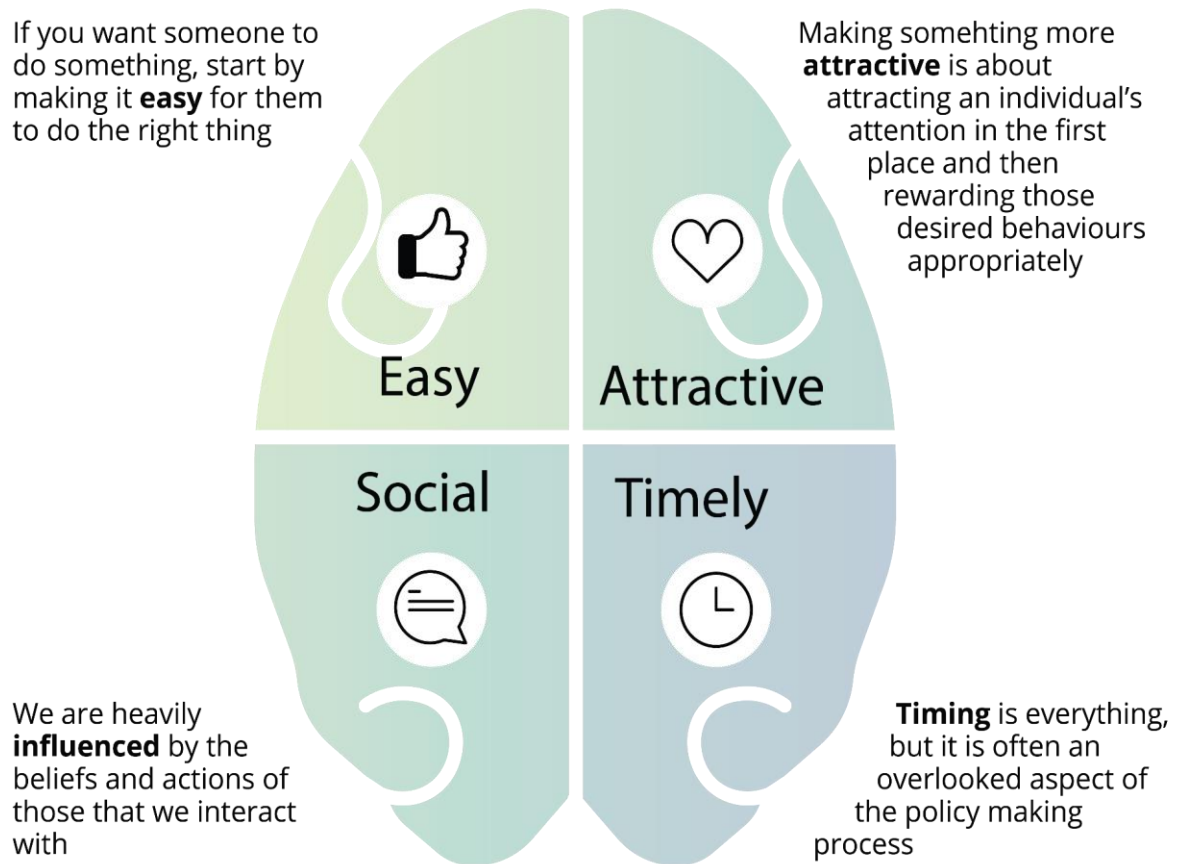 If you want someone to
do something, start by
making it easy for them
to do the right thing
Making somehting more
attractive is about
attracting an individual's
attention in the first
place and then
rewarding those
desired behaviours
appropriately
Easy
Attractive
Social
Timely
We are heavily
influenced by the
beliefs and actions of
those that we interact
with
Timing is everything,
but it is often an
overlooked aspect of
the policy making
process